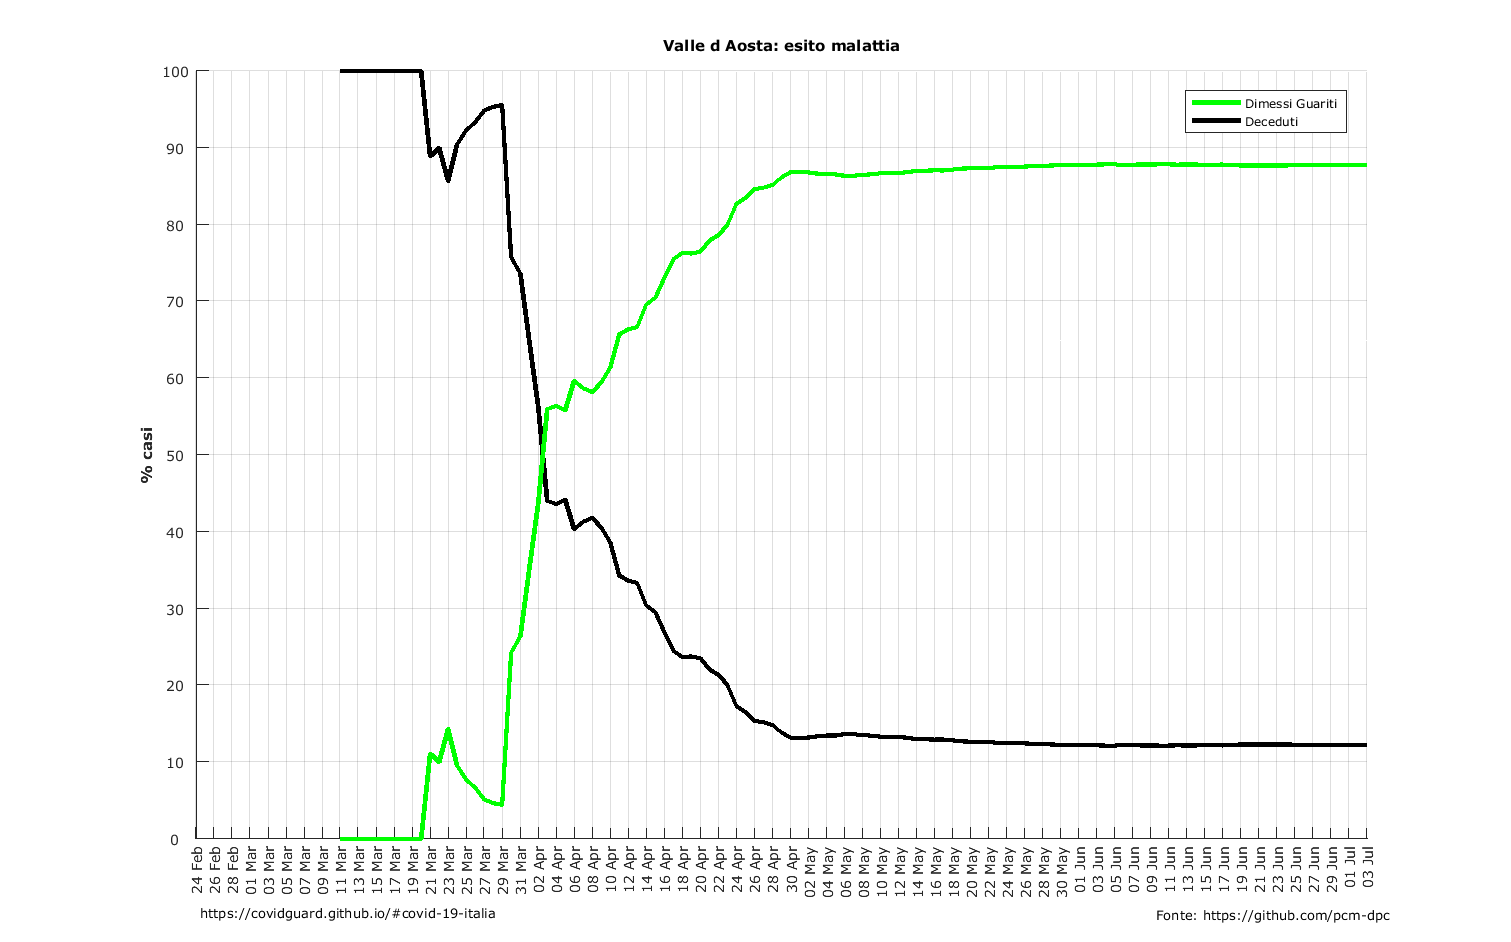 Valle d Aosta: esito malattia
Dimessi Guariti
Deceduti
% casi
100
90
80
70
60
50
40
30
20
10
0
24 Feb
26 Feb
28 Feb
01 Mar
03 Mar
05 Mar
07 Mar
09 Mar
11 Mar
13 Mar
15 Mar
17 Mar
19 Mar
21 Mar
23 Mar
25 Mar
27 Mar
29 Mar
31 Mar
02 Apr
04 Apr
06 Apr
08 Apr
10 Apr
12 Apr
14 Apr
16 Apr
18 Apr
20 Apr
22 Apr
24 Apr
26 Apr
28 Apr
30 Apr
02 May
04 May
06 May
08 May
10 May
12 May
14 May
16 May
18 May
20 May
22 May
24 May
26 May
28 May
30 May
01 Jun
03 Jun
05 Jun
07 Jun
09 Jun
11 Jun
13 Jun
15 Jun
17 Jun
19 Jun
21 Jun
23 Jun
25 Jun
27 Jun
29 Jun
01 Jul
03 Jul
https://covidguard.github.io/#covid-19-italia
Fonte: https://github.com/pcm-dpc